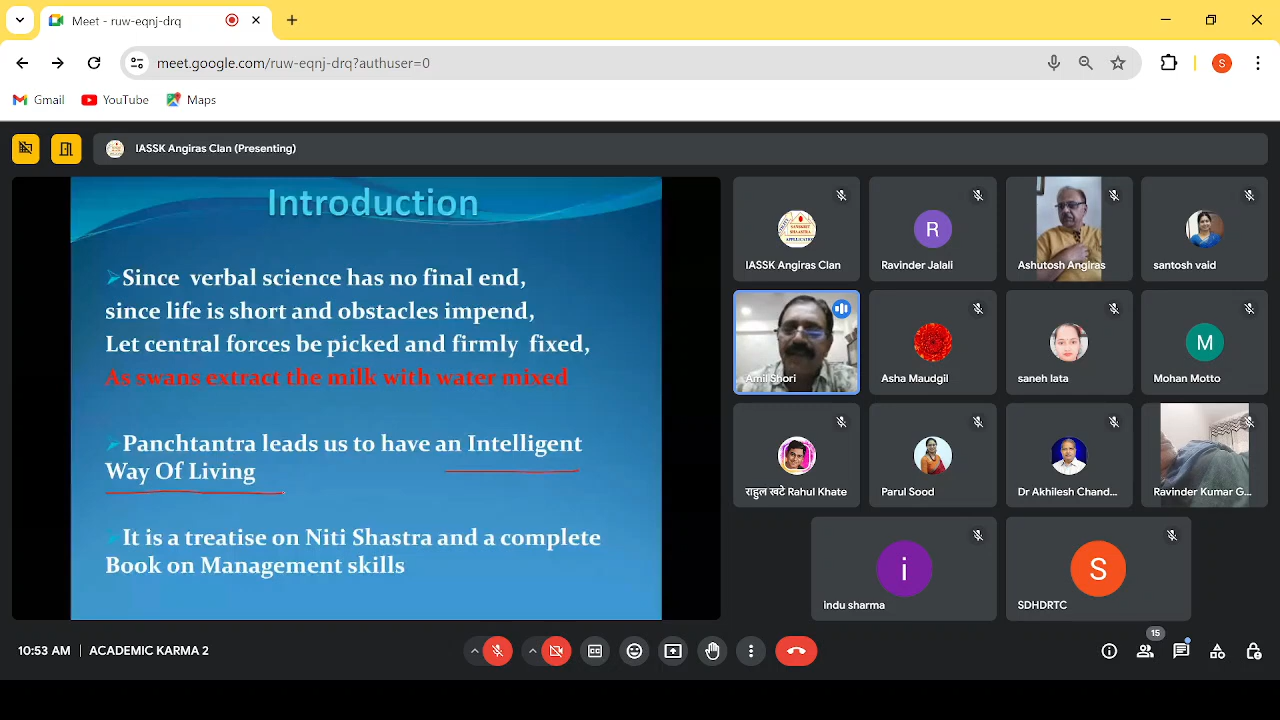 Meet - ruw-eqnj-drq
meet.google.com/ruw-eqnj-drq?authuser=0
S
Gmail
YouTube
Maps
IASSK Angiras Clan (Presenting)
Introduction
Since verbal science has no final end,
since life is short and obstacles impend,
Let central forces be picked and firmly fixed,
As swans extract the milk with water mixed
Panchtantra leads us to have an Intelligent
Way Of Living
It is a treatise on Niti Shastra and a complete
Book on Management skills
IASSK Angiras Clan
R
Ravinder Jalali
Ashutosh Angiras
santosh vaid
Amil Shori
Asha Maudgil
saneh lata
M
Mohan Motto
राहुल खटे Rahul Khate
Parul Sood
Dr Akhilesh Chand...
Ravinder Kumar G...
i
indu sharma
S
SDHDRTC
10:53 AM
ACADEMIC KARMA 2
15